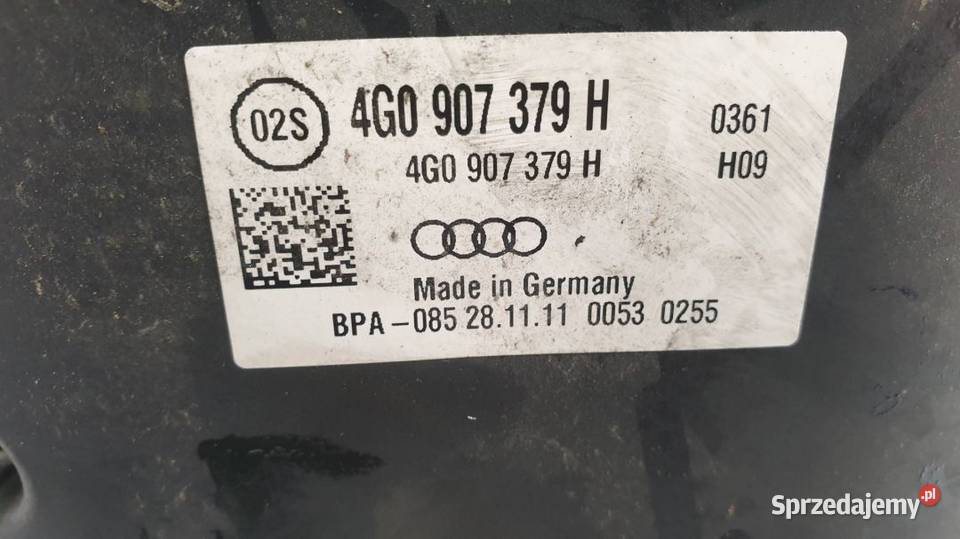 02S 4G0 907 379 H 0361
4G0 907 379 H H09
Made in Germany
BPA-085 28.11.11 0053 0255
Sprzedajemy.pl